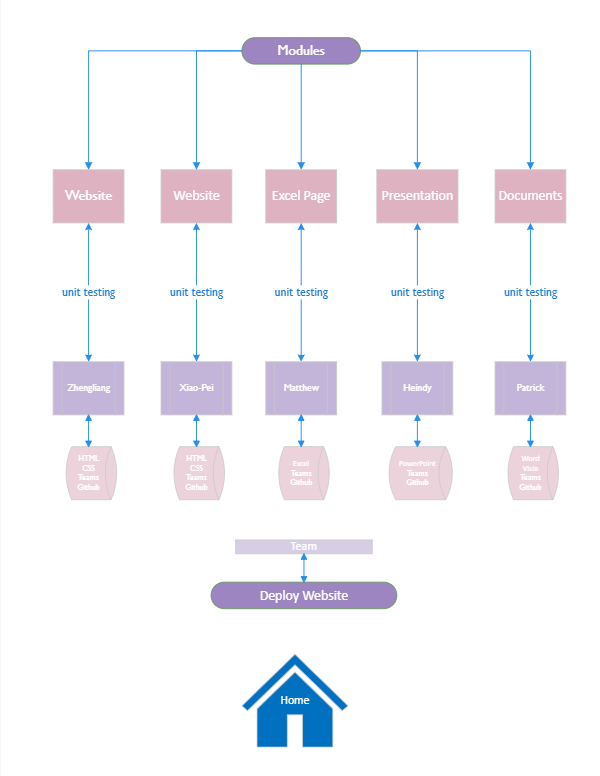 Modules
Website
Website
Excel Page
Presentation
Documents
unit testing
unit testing
unit testing
unit testing
unit testing
Zhengliang
Xiao-Pei
Matthew
Heindy
Patrick
HTML
CSS
Teams
Github
HTML
CSS
Teams
Github
Excel
Teams
Github
PowerPoint
Teams
Github
Word
Visio
Teams
Github
Team
Deploy Website
Home